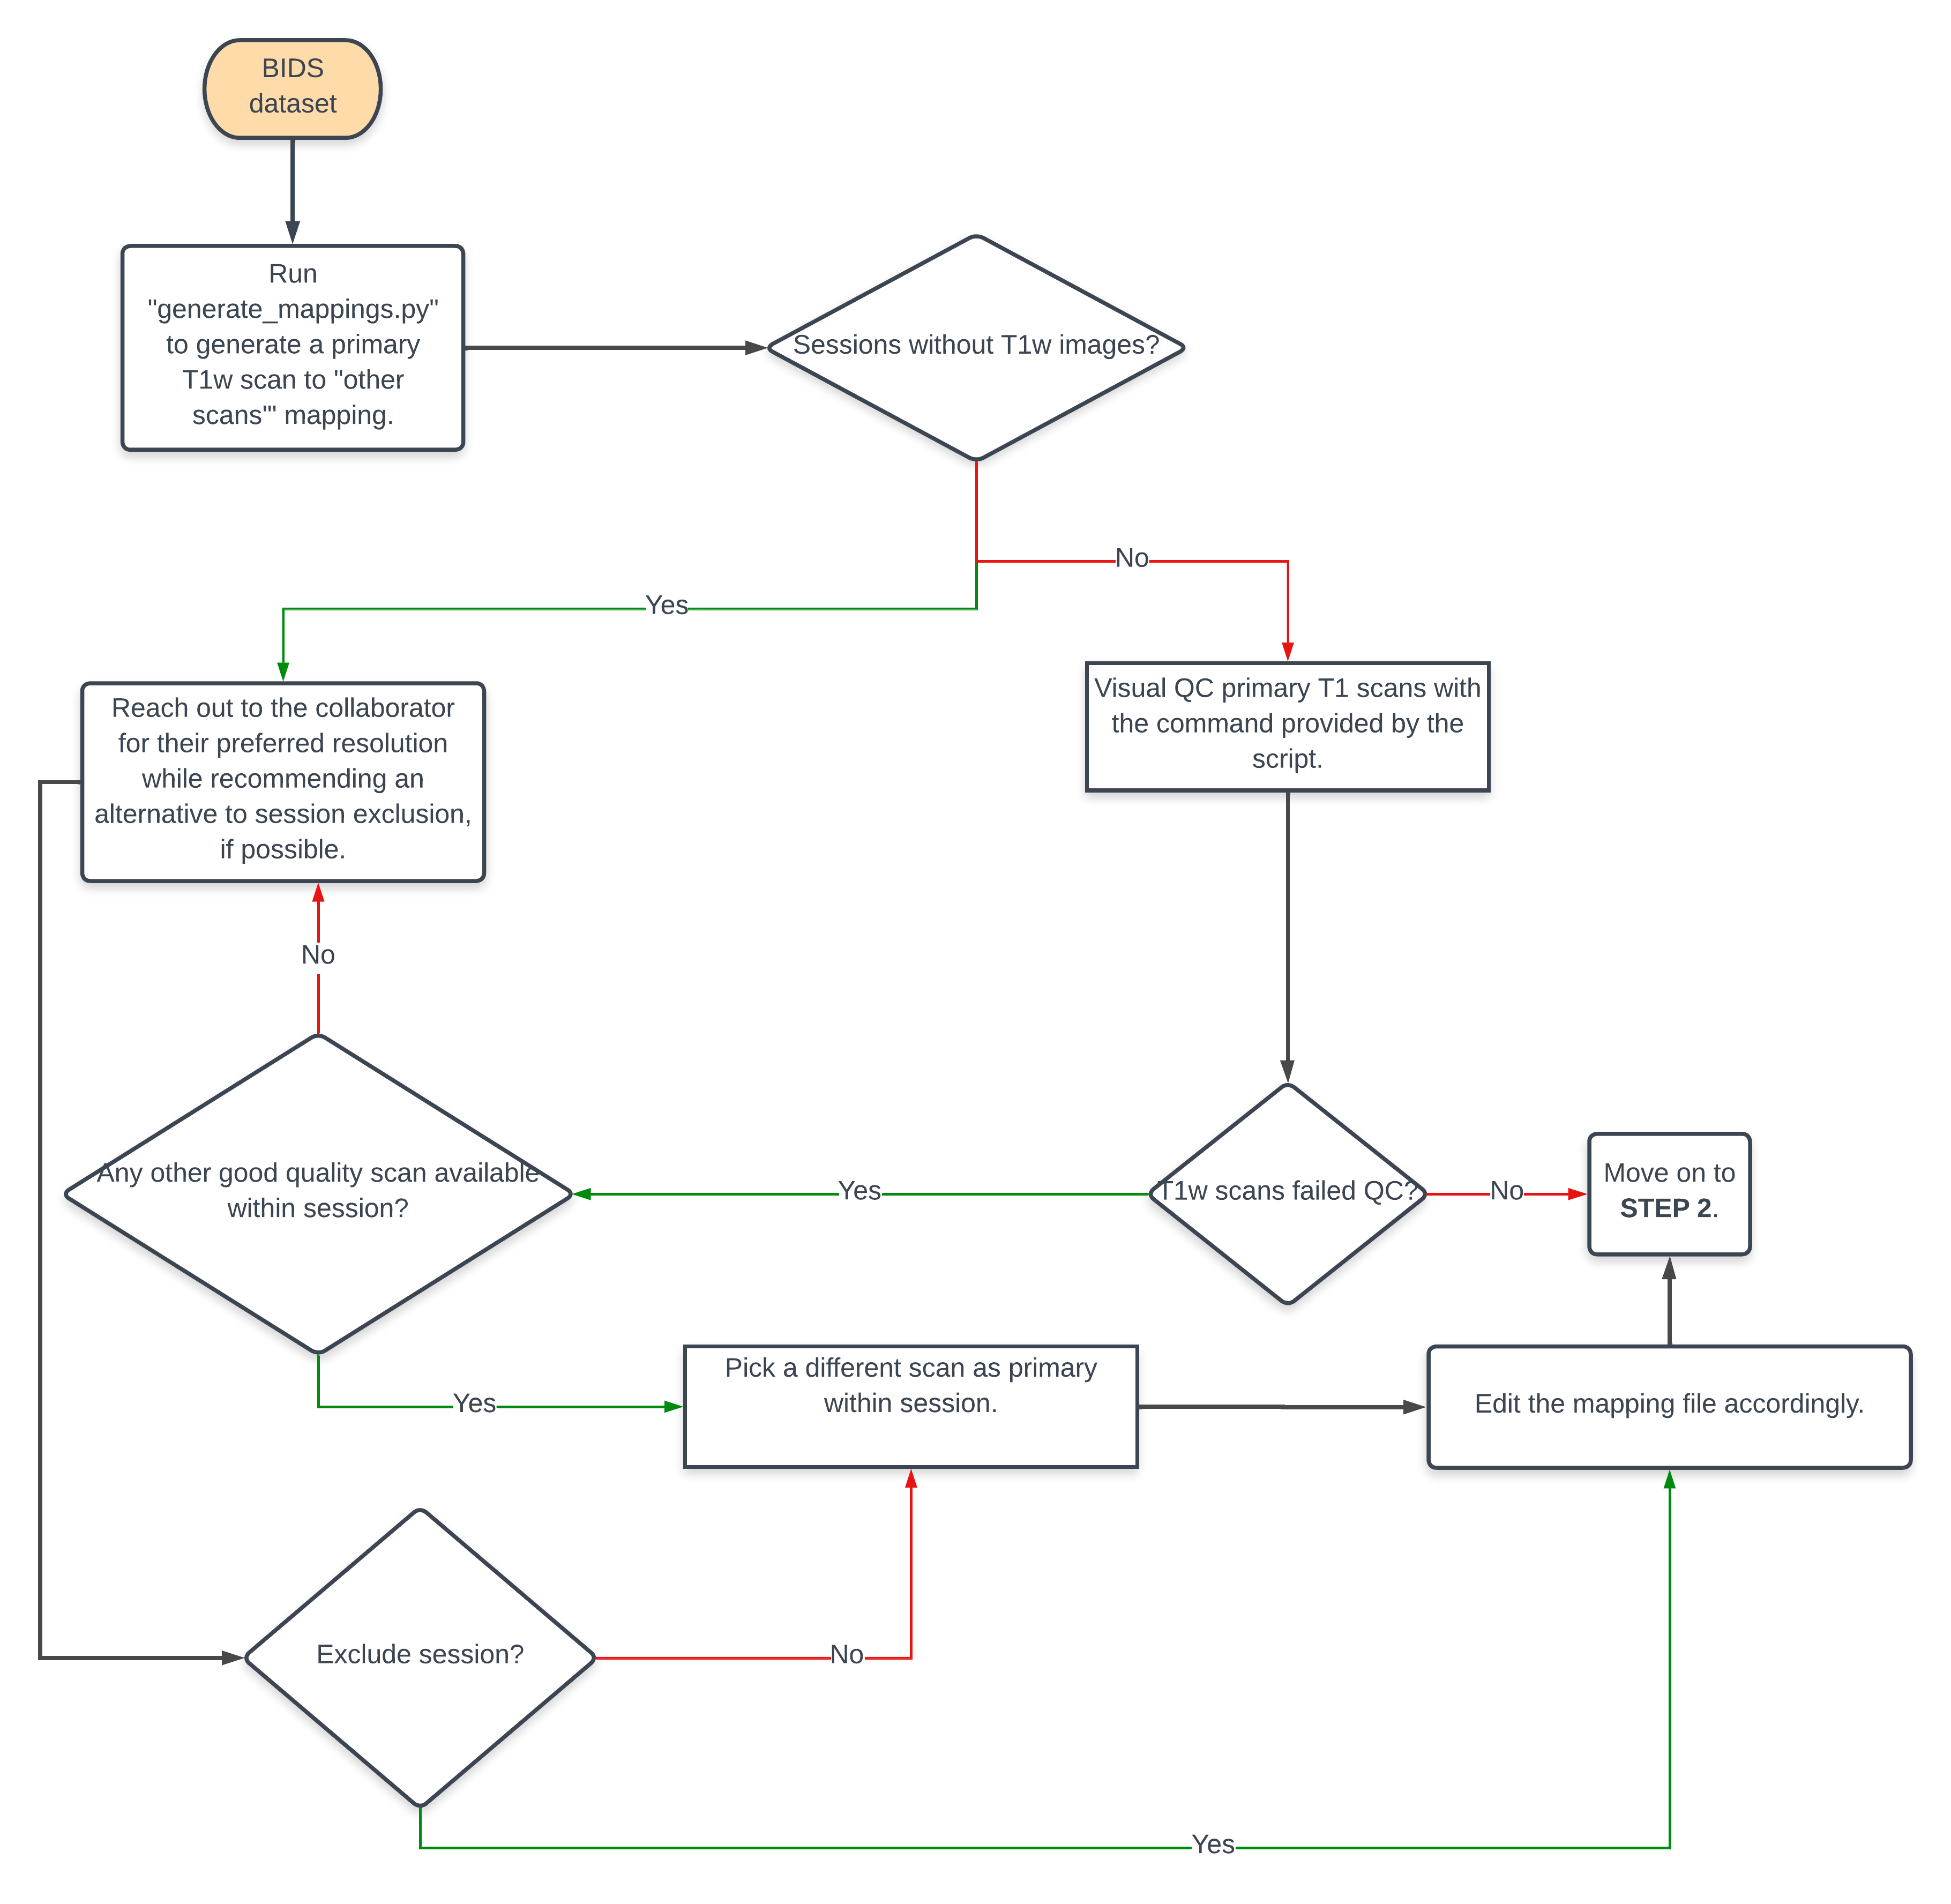 BIDS
dataset
Run
"generate_mappings.py"
to generate a primary
T1w scan to "other
scans'" mapping.
Sessions without T1w images?
No
Yes
Reach out to the collaborator
for their preferred resolution
while recommending an
alternative to session exclusion,
if possible.
Visual QC primary T1 scans with
the command provided by the
script.
No
Any other good quality scan available
within session?
Yes
T1w scans failed QC?
No
Move on to
STEP 2.
Yes
Pick a different scan as primary
within session.
Edit the mapping file accordingly.
Exclude session?
No
Yes